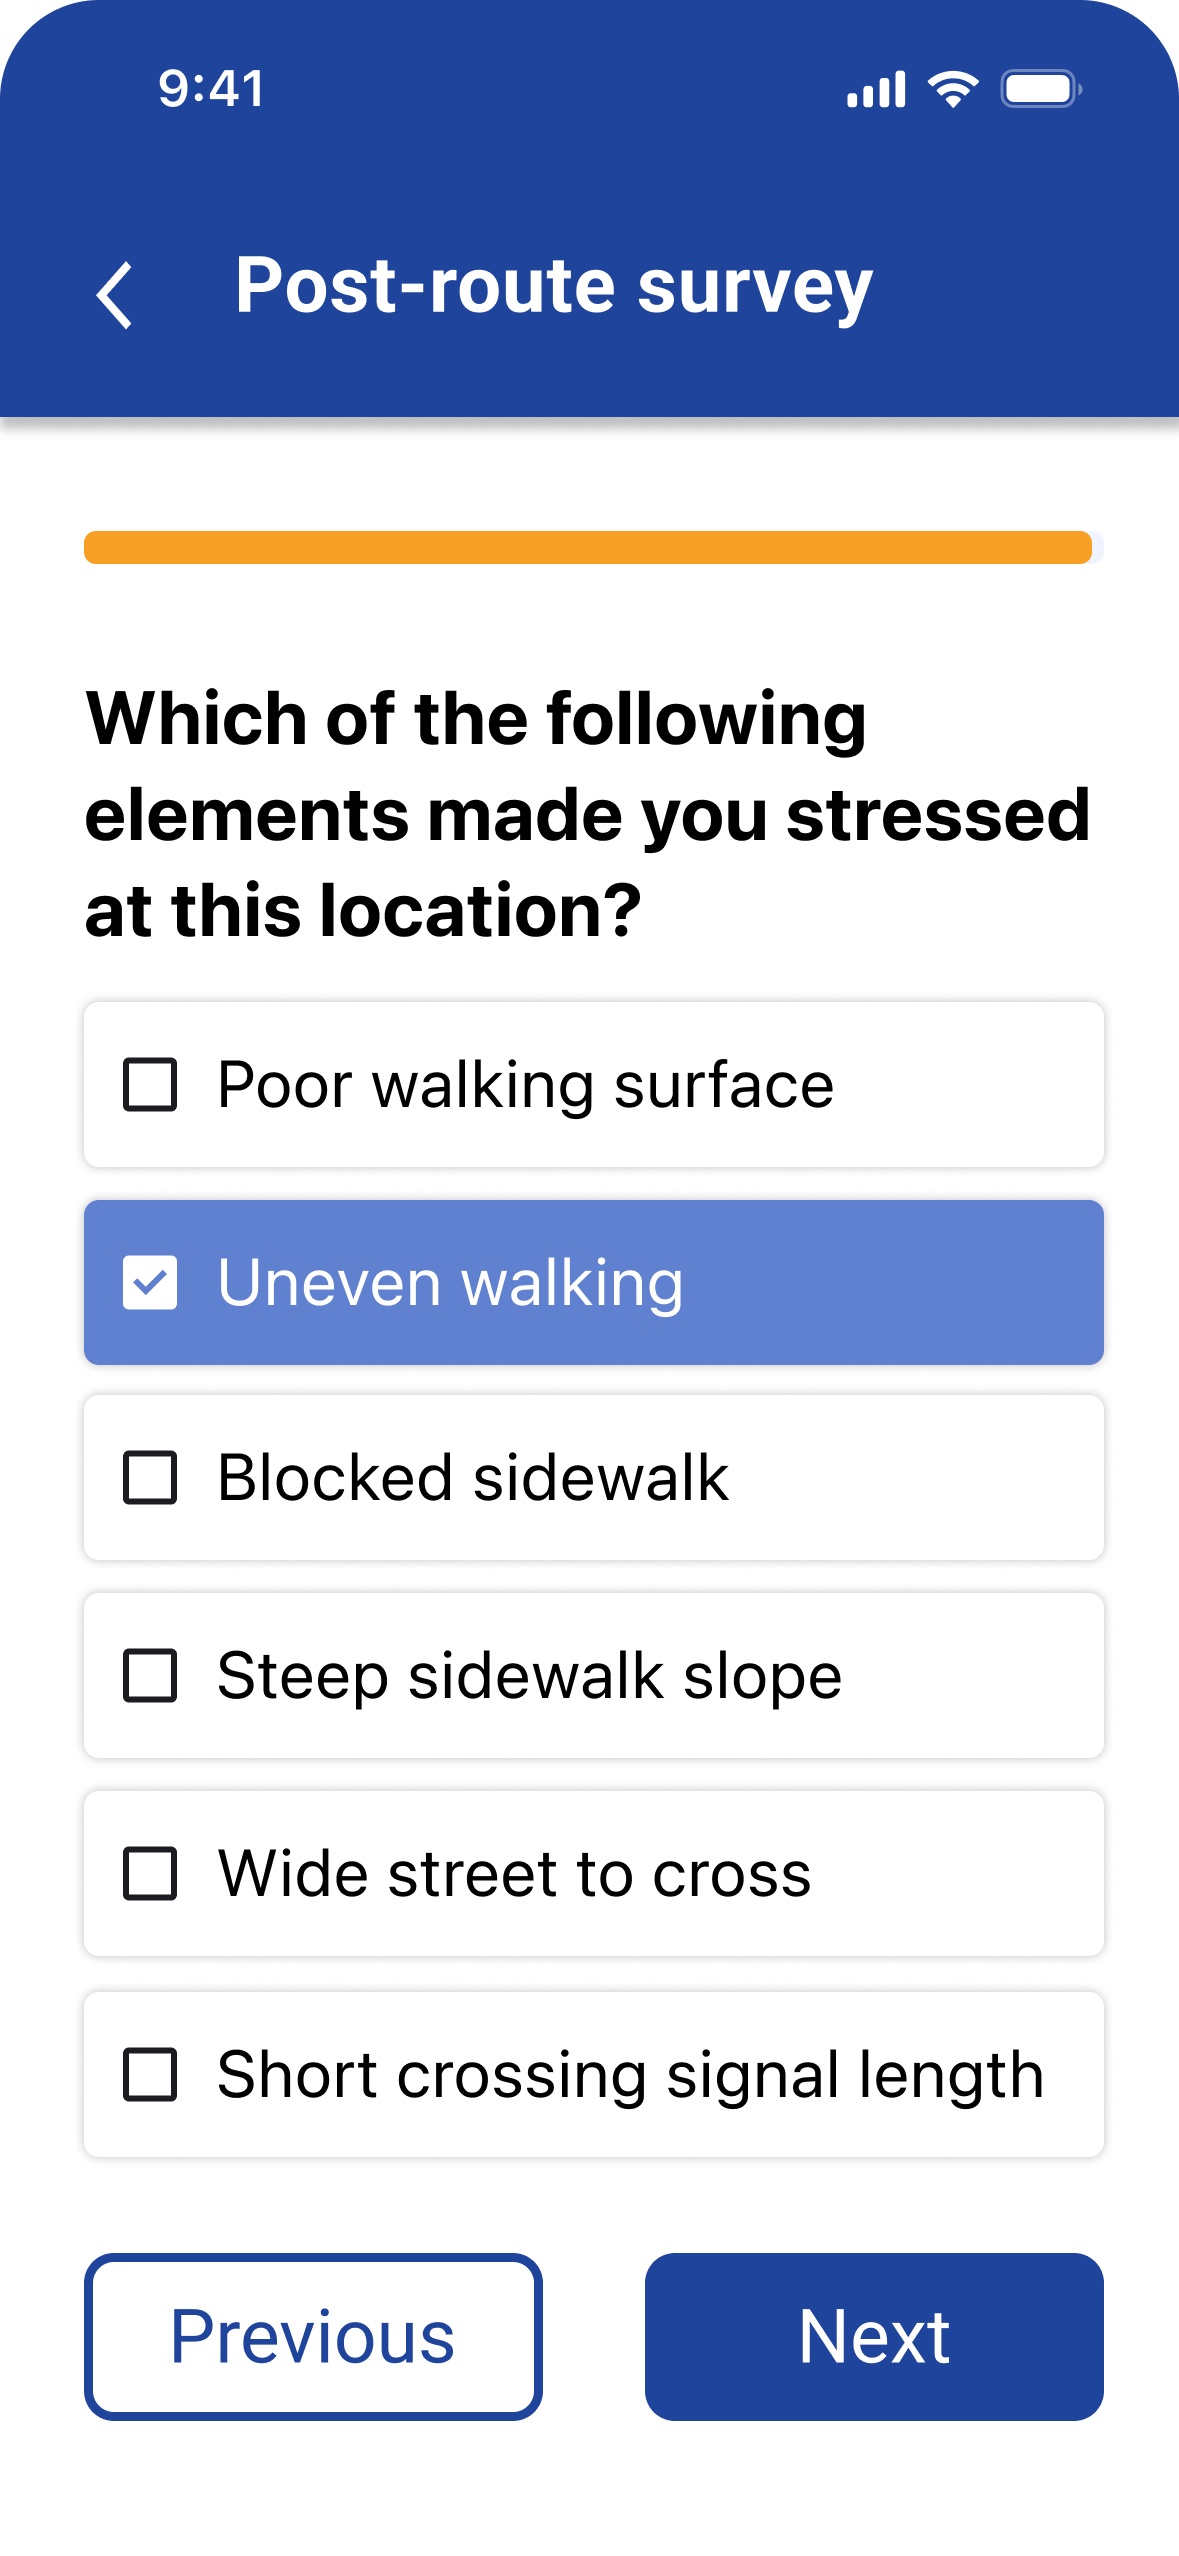 9:41
Post-route survey
Which of the following
elements made you stressed
at this location?
Poor walking surface
Uneven walking
Blocked sidewalk
Steep sidewalk slope
Wide street to cross
Short crossing signal length
Previous
Next